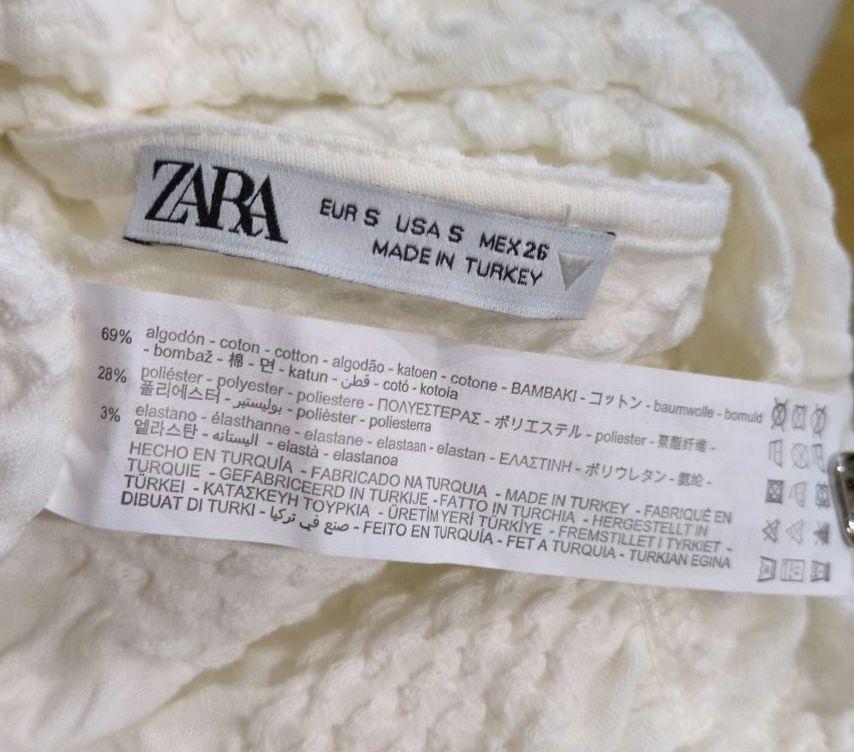 ZARA
EUR S USA S MEX 26
MADE IN TURKEY
69% algodón - coton - cotton - algodão - katoen - cotone - BAMBAKI - コットン - baumwolle - bomuld
- bombaž - 棉 - 면 - katun - قطن - cotó - kotoia
28% poliéster - polyester - poliestere - ΠΟΛΥΕΣΤΕΡΑΣ - ポリエステル - poliester - 聚酯纤维 -
폴리에스터 - بوليستير - polièster - poliesterra
3% elastano - élasthanne - elastane - elastaan - elastan - ΕΛΑΣΤΙΝΗ - ポリウレタン - 氨纶 -
엘라스탄 - اليستانه - elastà - elastanoa
HECHO EN TURQUÍA - FABRICADO NA TURQUIA - MADE IN TURKEY - FABRIQUÉ EN
TURQUIE - GEFABRICEERD IN TURKIJE - FATTO IN TURCHIA - HERGESTELLT IN
TÜRKEI - ΚΑΤΑΣΚΕΥΗ ΤΟΥΡΚΙΑ - ÜRETİM YERİ TÜRKİYE - FREMSTILLET I TYRKIET -
DIBUAT DI TURKI - صنع في تركيا - FEITO EN TURQUÍA - FET A TURQUIA - TURKIAN EGINA